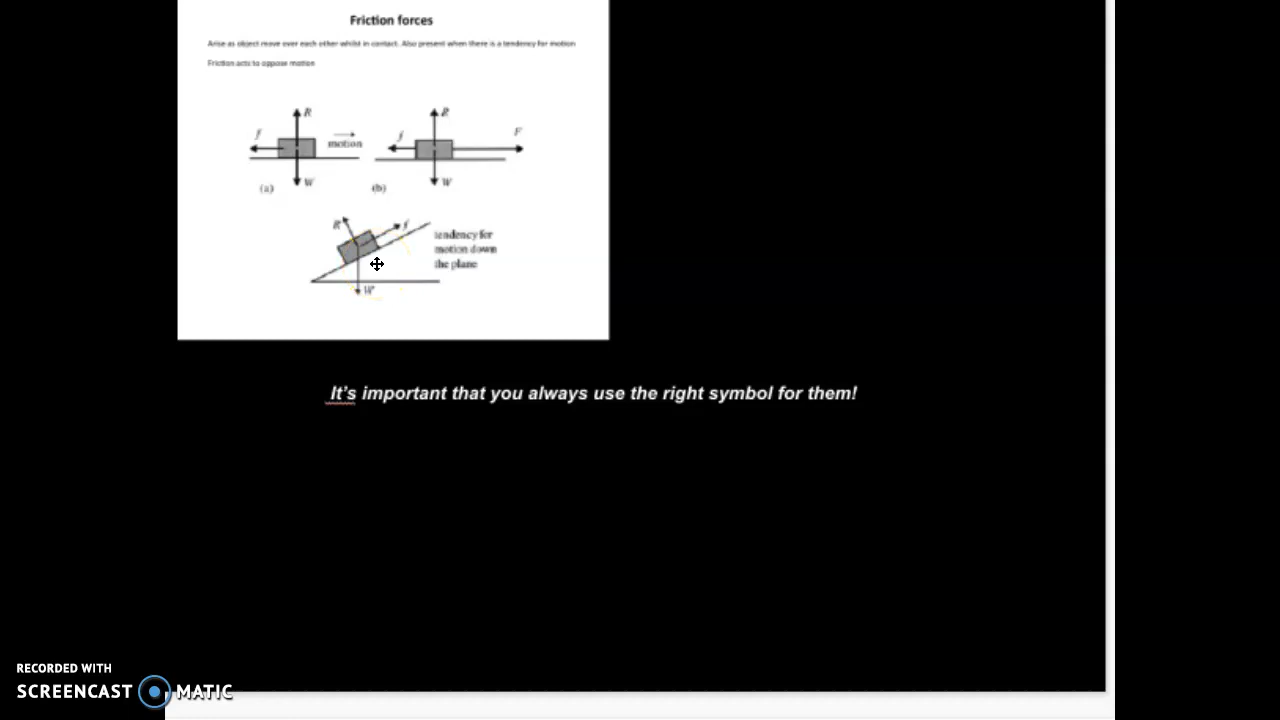 Friction forces
Arise as object move over each other whilst in contact. Also present when there is a tendency for motion
Friction acts to oppose motion
R
R
f
motion
f
F
W
W
(a)
(b)
R
f
tendency for
motion down
the plane
W
It's important that you always use the right symbol for them!
RECORDED WITH
SCREENCAST MATIC